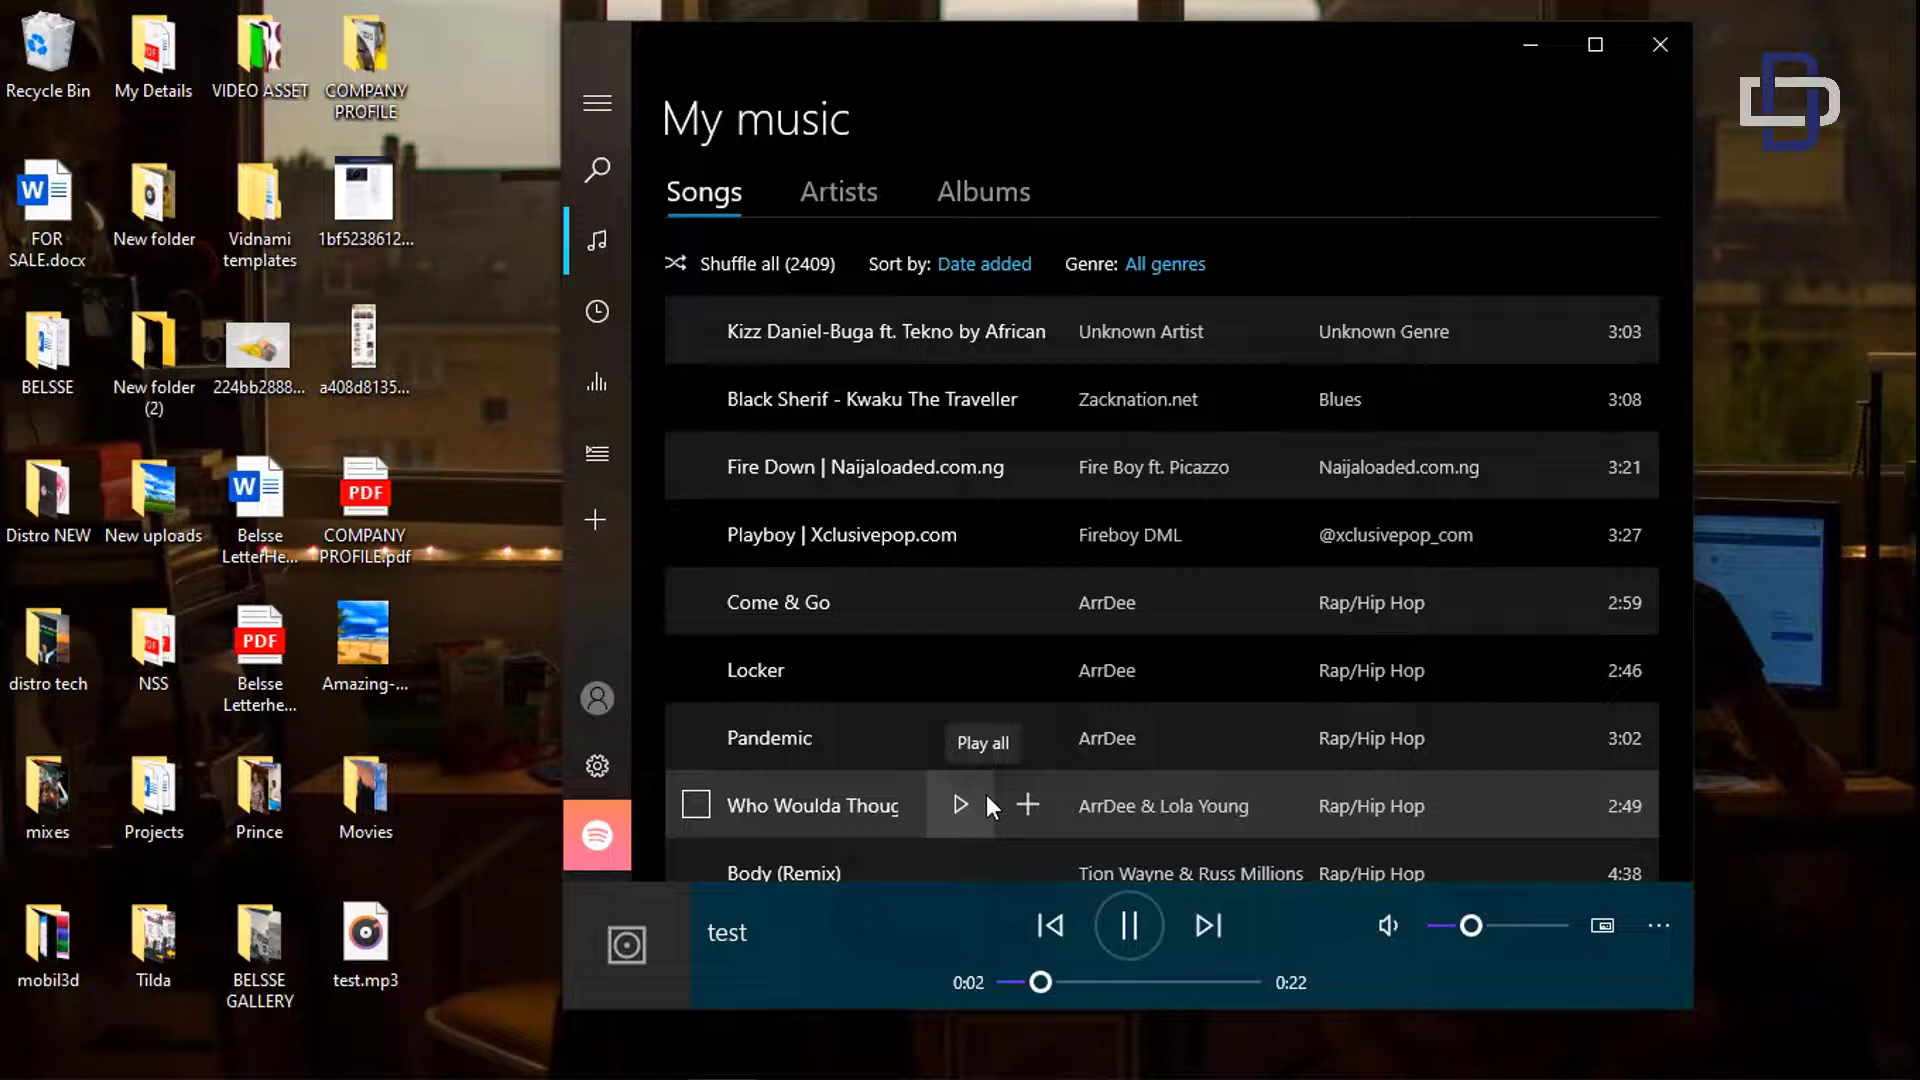 Recycle Bin
My Details
VIDEO ASSET
COMPANY
PROFILE
FOR
SALE.docx
New folder
Vidnami
templates
1bf5238612...
BELSSE
New folder
(2)
224bb2888...
a408d8135...
Distro NEW
New uploads
Belsse
LetterHe...
COMPANY
PROFILE.pdf
distro tech
NSS
Belsse
Letterhe...
Amazing-...
mixes
Projects
Prince
Movies
mobil3d
Tilda
BELSSE
GALLERY
test.mp3
W
W
PDF
PDF
My music
Songs Artists Albums
Shuffle all (2409) Sort by: Date added Genre: All genres
Kizz Daniel-Buga ft. Tekno by African Unknown Artist Unknown Genre 3:03
Black Sherif - Kwaku The Traveller Zacknation.net Blues 3:08
Fire Down | Naijaloaded.com.ng Fire Boy ft. Picazzo Naijaloaded.com.ng 3:21
Playboy | Xclusivepop.com Fireboy DML @xclusivepop_com 3:27
Come & Go ArrDee Rap/Hip Hop 2:59
Locker ArrDee Rap/Hip Hop 2:46
Pandemic ArrDee Rap/Hip Hop 3:02
Play all
Who Woulda Thoug ArrDee & Lola Young Rap/Hip Hop 2:49
Body (Remix) Tion Wayne & Russ Millions Rap/Hip Hop 4:38
test
0:02 0:22